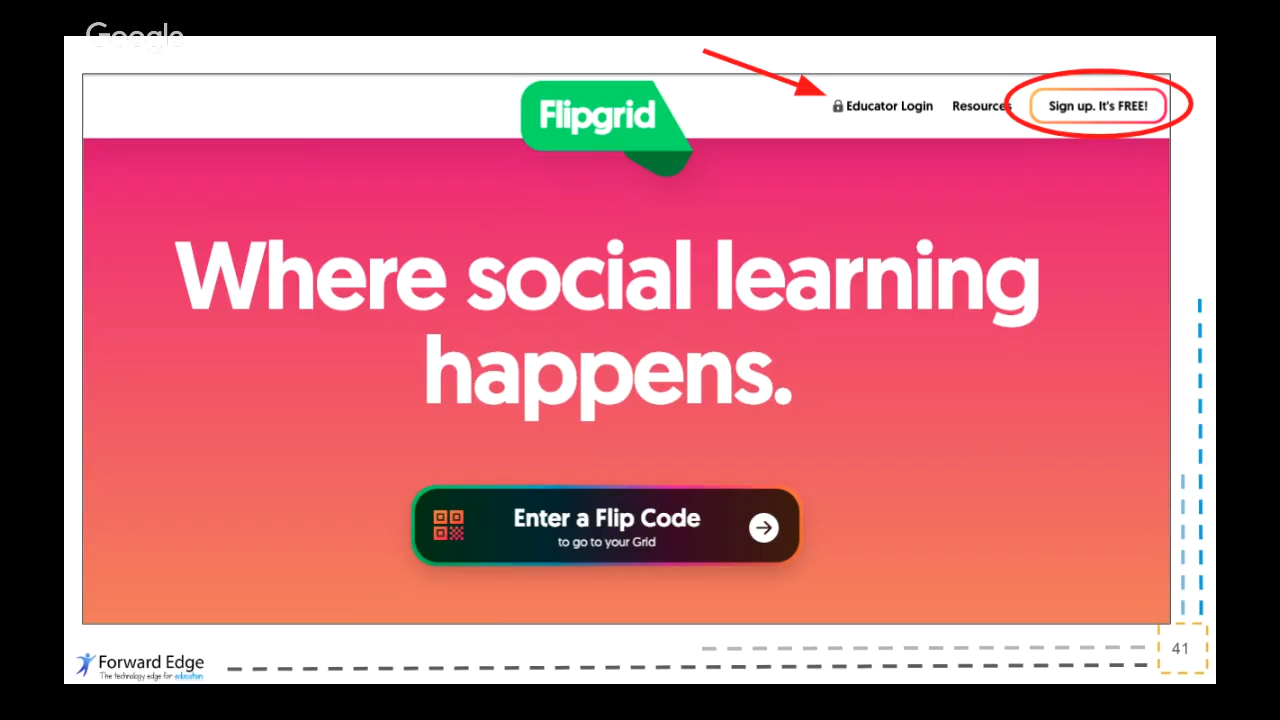 Google
Flipgrid
Educator Login Resources Sign up. It's FREE!
Where social learning
happens.
Enter a Flip Code
to go to your Grid
Forward Edge
The technology edge for education
41